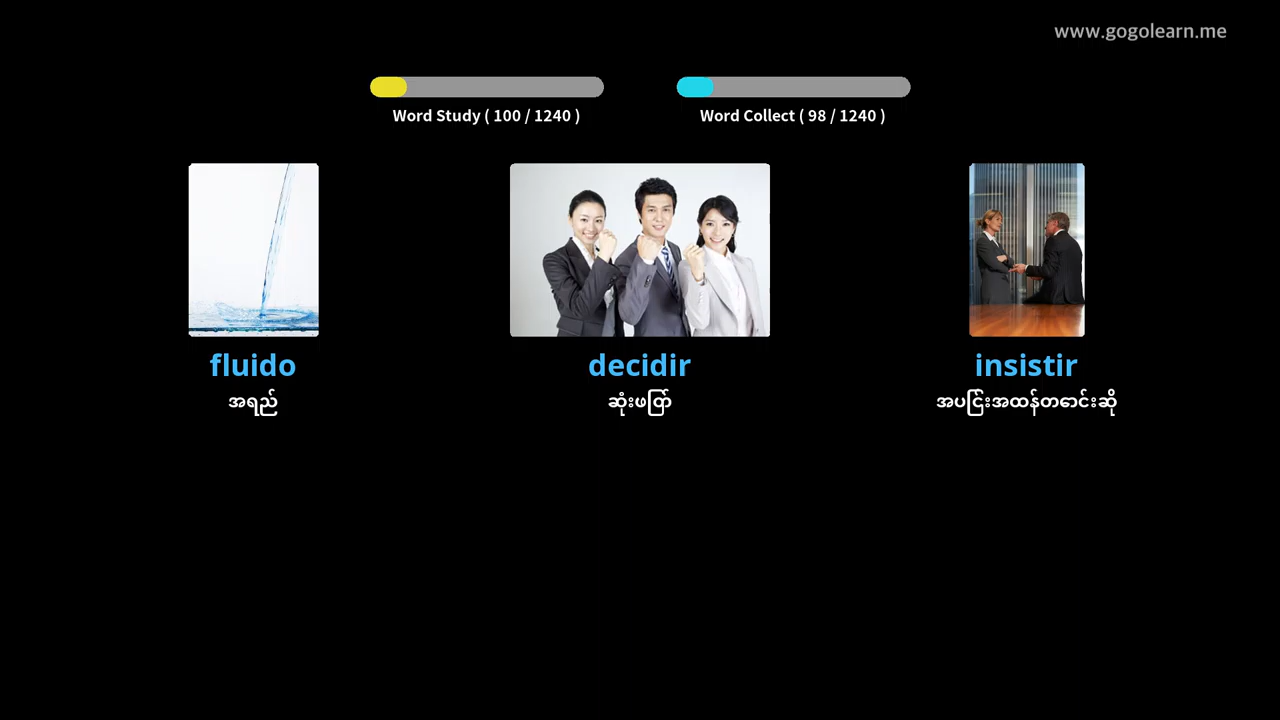 www.gogolearn.me
Word Study ( 100 / 1240 )
Word Collect ( 98 / 1240 )
fluido
decidir
insistir
အရည်
ဆုံးဖြတ်
အပြင်းအထန်တောင်းဆို